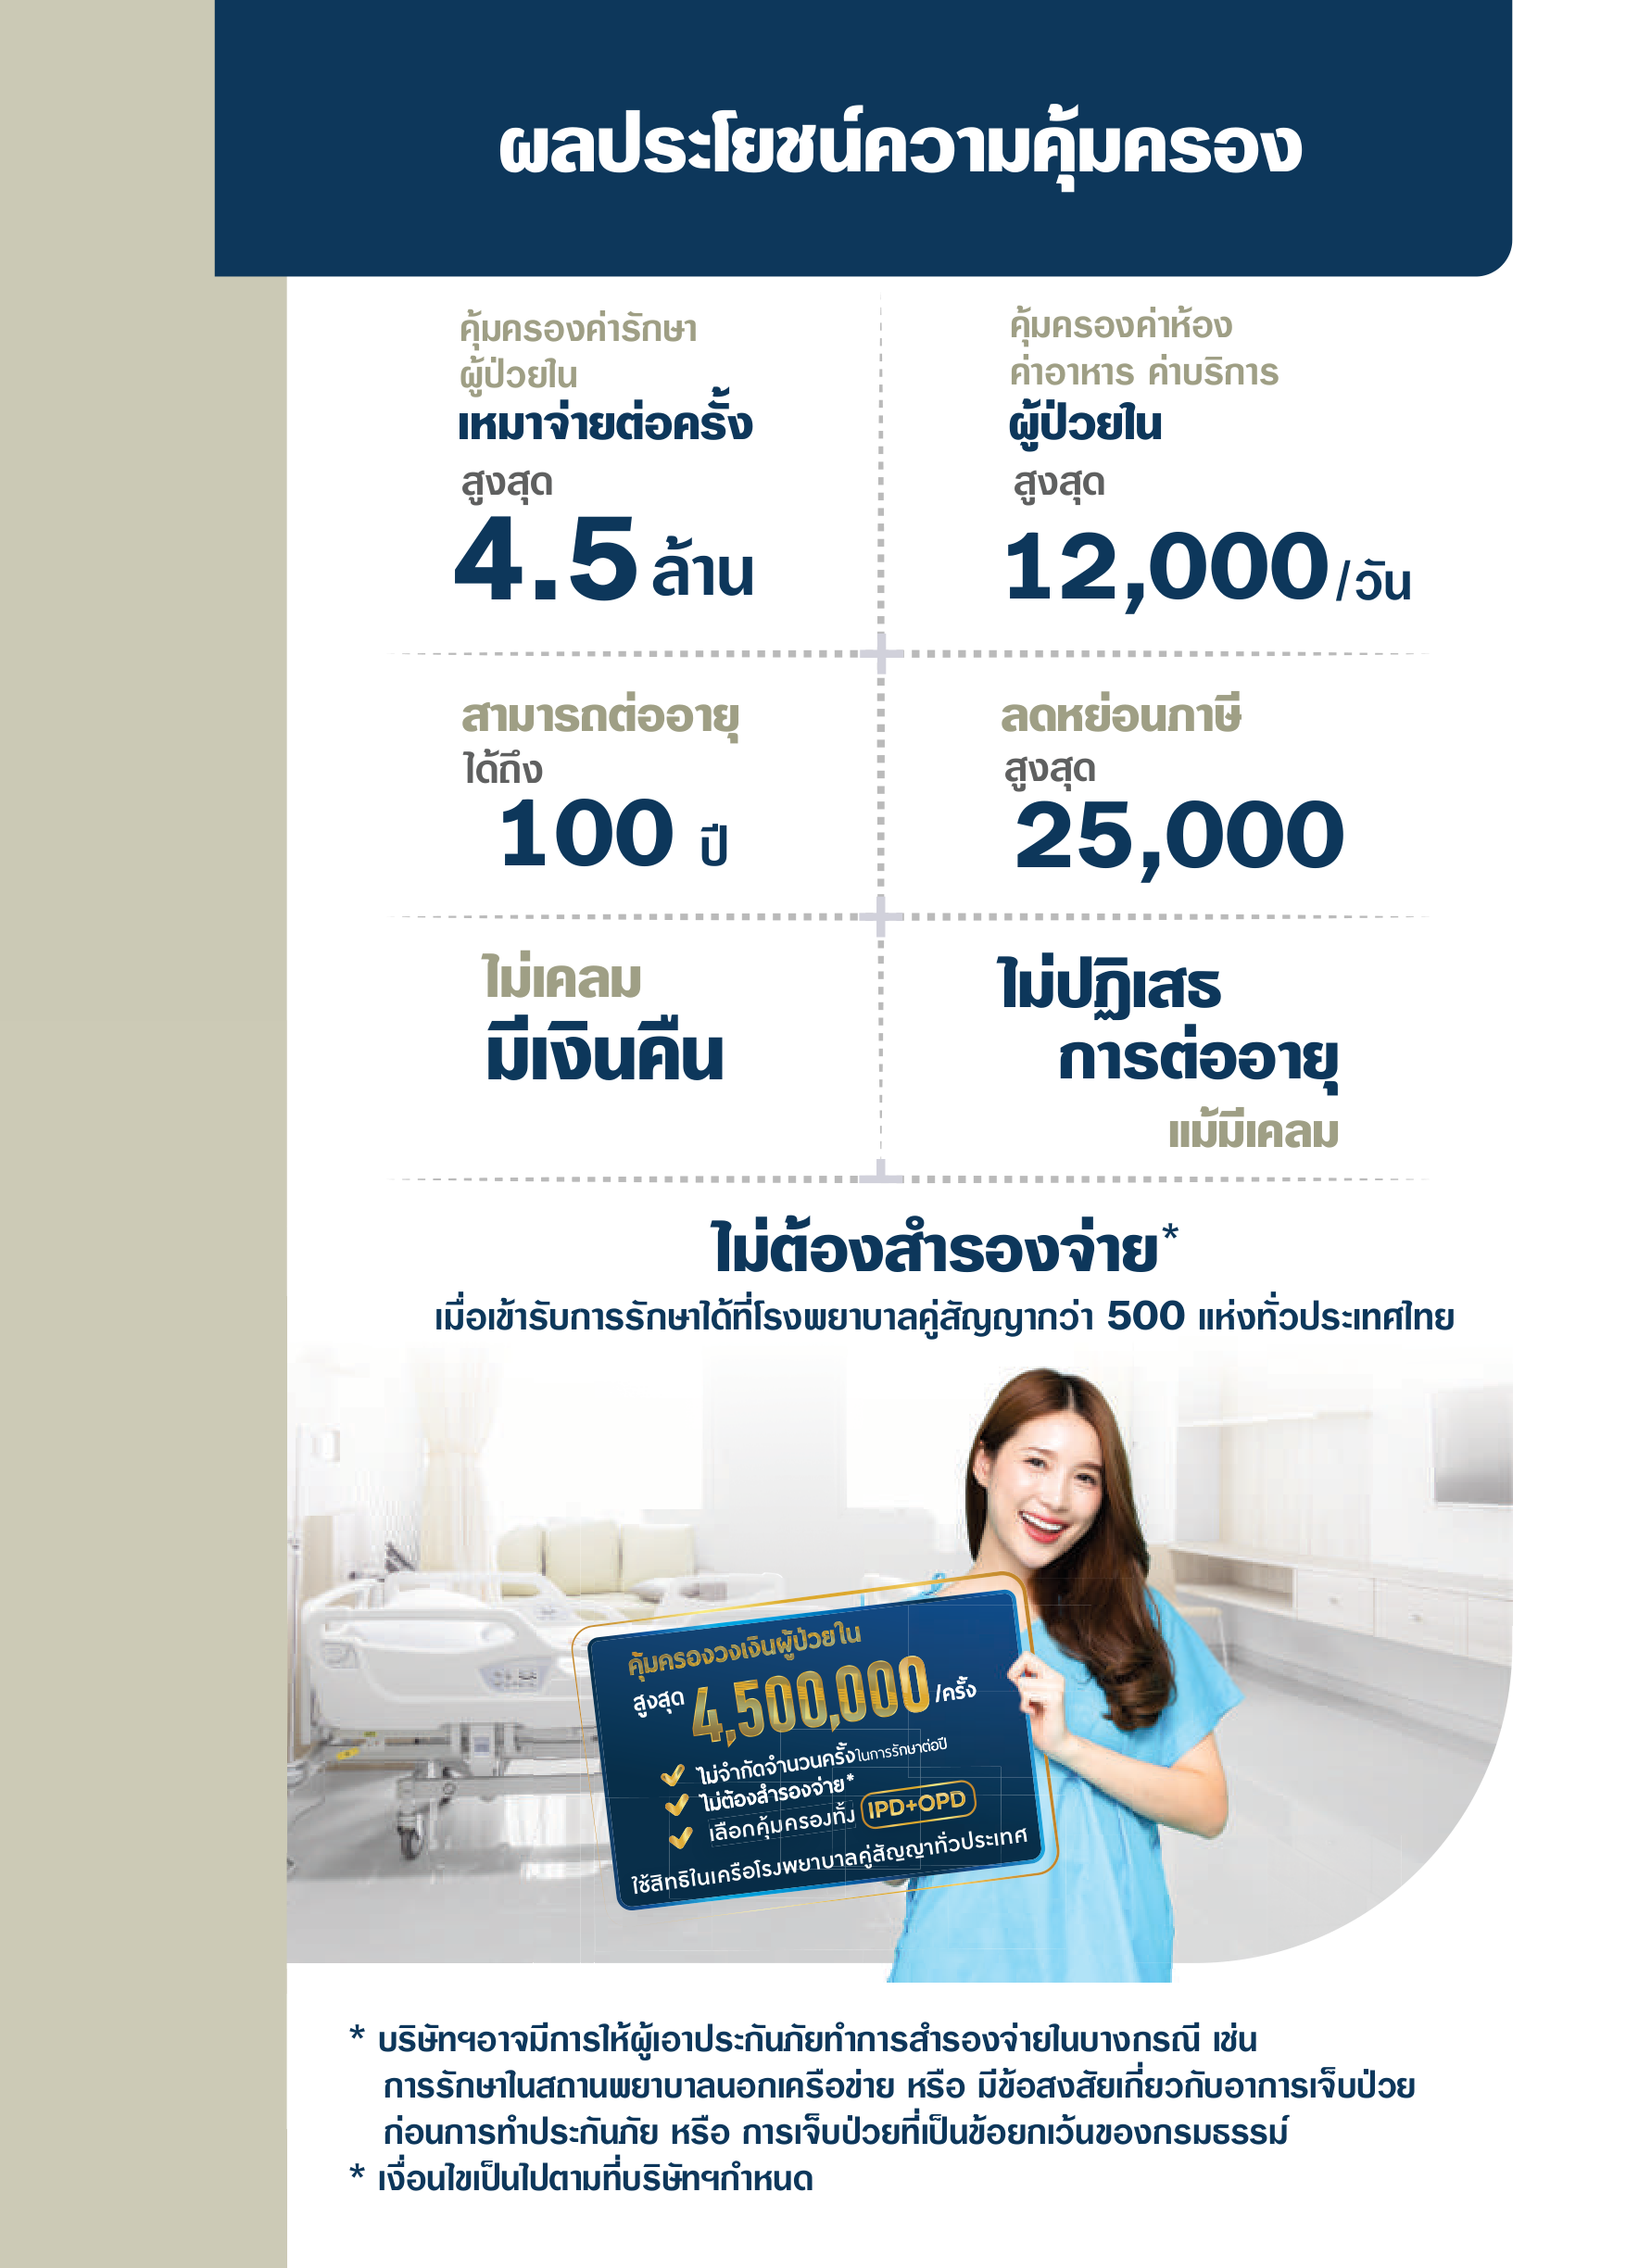 ผลประโยชน์ความคุ้มครอง
คุ้มครองค่ารักษา
ผู้ป่วยใน
เหมาจ่ายต่อครั้ง
สูงสุด
4.5 ล้าน
คุ้มครองค่าห้อง
ค่าอาหาร ค่าบริการ
ผู้ป่วยใน
สูงสุด
12,000/วัน
สามารถต่ออายุ
ได้ถึง
100 ปี
ลดหย่อนภาษี
สูงสุด
25,000
ไม่เคลม
มีเงินคืน
ไม่ปฏิเสธ
การต่ออายุ
แม้มีเคลม
ไม่ต้องสำรองจ่าย*
เมื่อเข้ารับการรักษาได้ที่โรงพยาบาลคู่สัญญากว่า 500 แห่งทั่วประเทศไทย
คุ้มครองวงเงินผู้ป่วยใน
สูงสุด 4,500,000 /ครั้ง
ไม่จำกัดจำนวนครั้งในการรักษาต่อปี
ไม่ต้องสำรองจ่าย*
เลือกคุ้มครองทั้ง IPD+OPD
ใช้สิทธิในเครือโรงพยาบาลคู่สัญญาทั่วประเทศ
* บริษัทฯอาจมีการให้ผู้เอาประกันภัยทำการสำรองจ่ายในบางกรณี เช่น
การรักษาในสถานพยาบาลนอกเครือข่าย หรือ มีข้อสงสัยเกี่ยวกับอาการเจ็บป่วย
ก่อนการทำประกันภัย หรือ การเจ็บป่วยที่เป็นข้อยกเว้นของกรมธรรม์
* เงื่อนไขเป็นไปตามที่บริษัทฯกำหนด